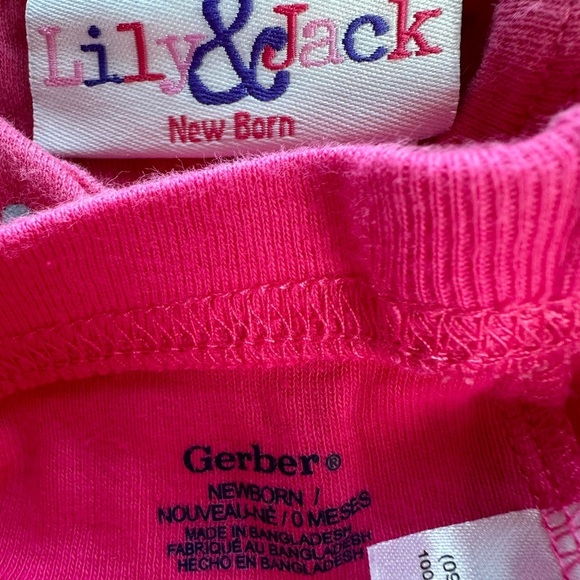 Lily&Jack
New Born
Gerber®
NEWBORN /
NOUVEAU-NÉ / 0 MESES
MADE IN BANGLADESH
FABRIQUÉ AU BANGLADESH
HECHO EN BANGLADESH
100